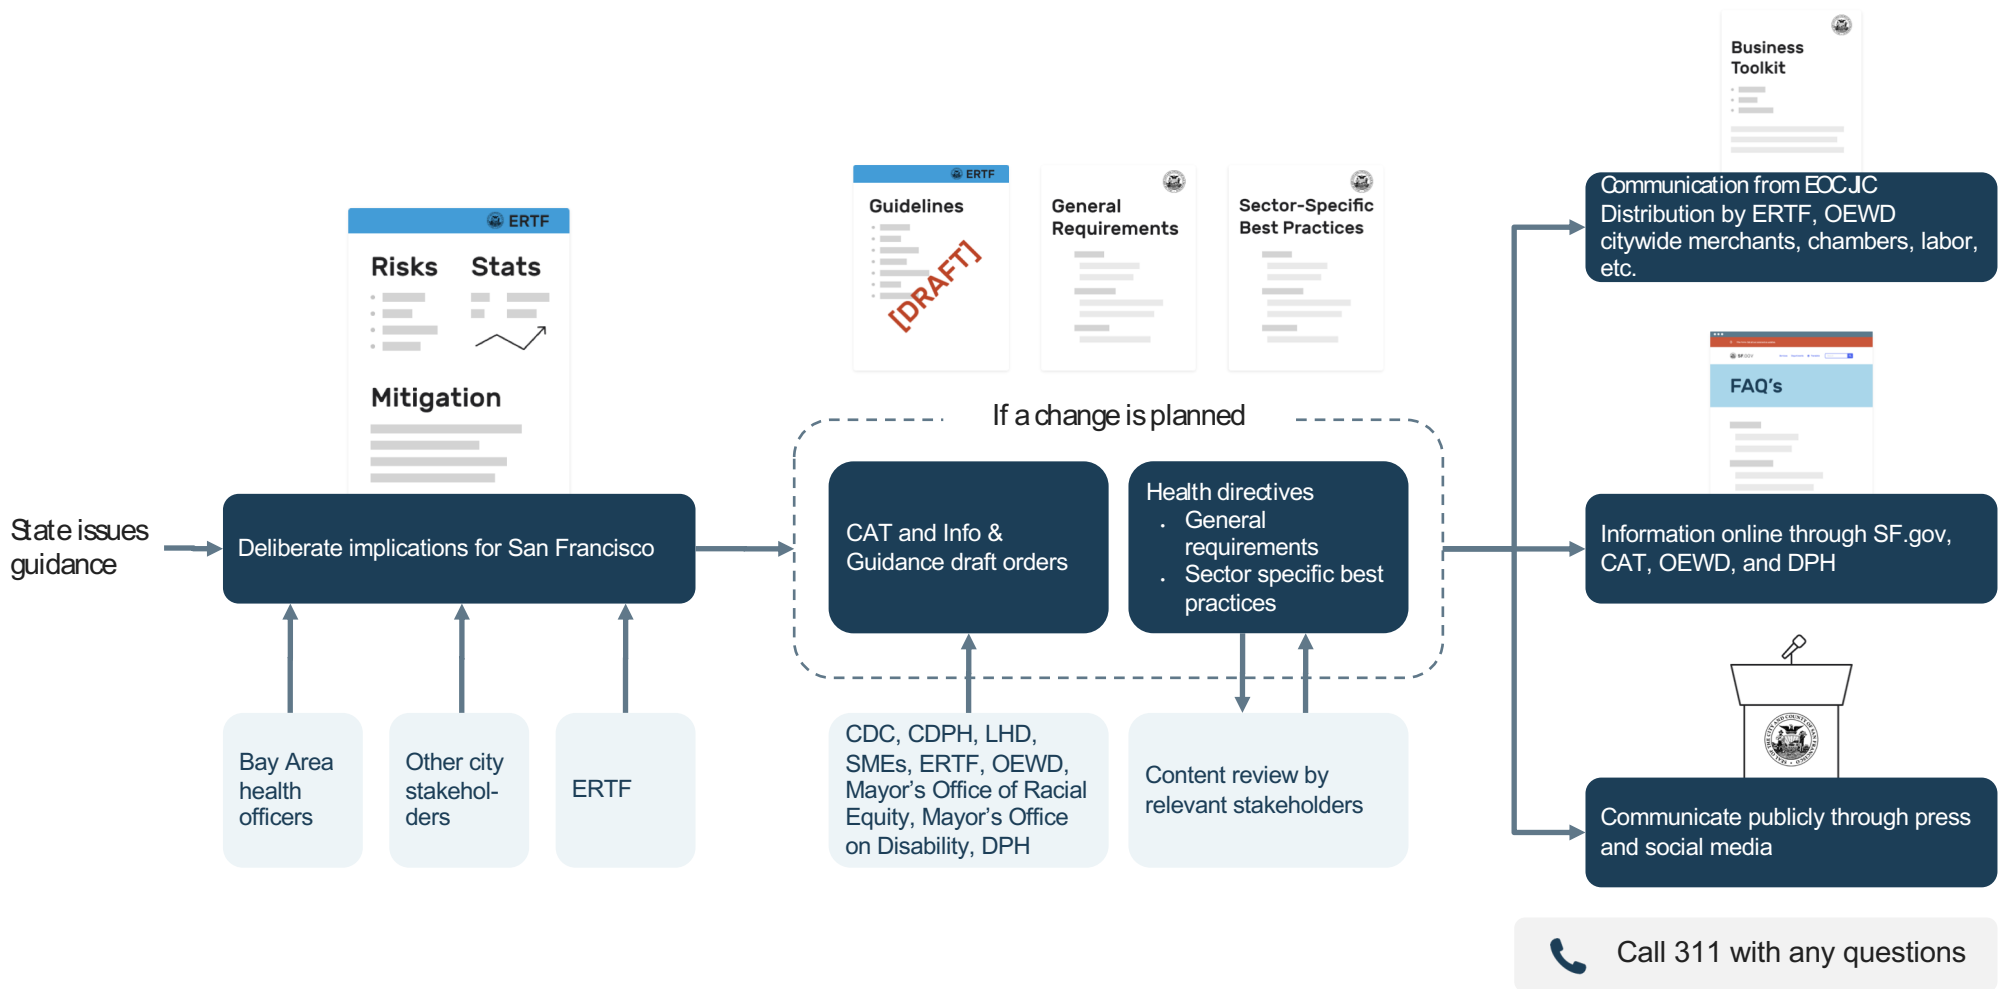 State issues
guidance
ERTF
Risks
Stats
Mitigation
Deliberate implications for San Francisco
Bay Area
health
officers
Other city
stakehol-
ders
ERTF
ERTF
Guidelines
[DRAFT]
General
Requirements
Sector-Specific
Best Practices
If a change is planned
CAT and Info &
Guidance draft orders
Health directives
. General
requirements
. Sector specific best
practices
CDC, CDPH, LHD,
SMEs, ERTF, OEWD,
Mayor's Office of Racial
Equity, Mayor's Office
on Disability, DPH
Content review by
relevant stakeholders
Business
Toolkit
Communication from EOCJIC
Distribution by ERTF, OEWD
citywide merchants, chambers, labor,
etc.
FAQ's
Information online through SF.gov,
CAT, OEWD, and DPH
Communicate publicly through press
and social media
Call 311 with any questions